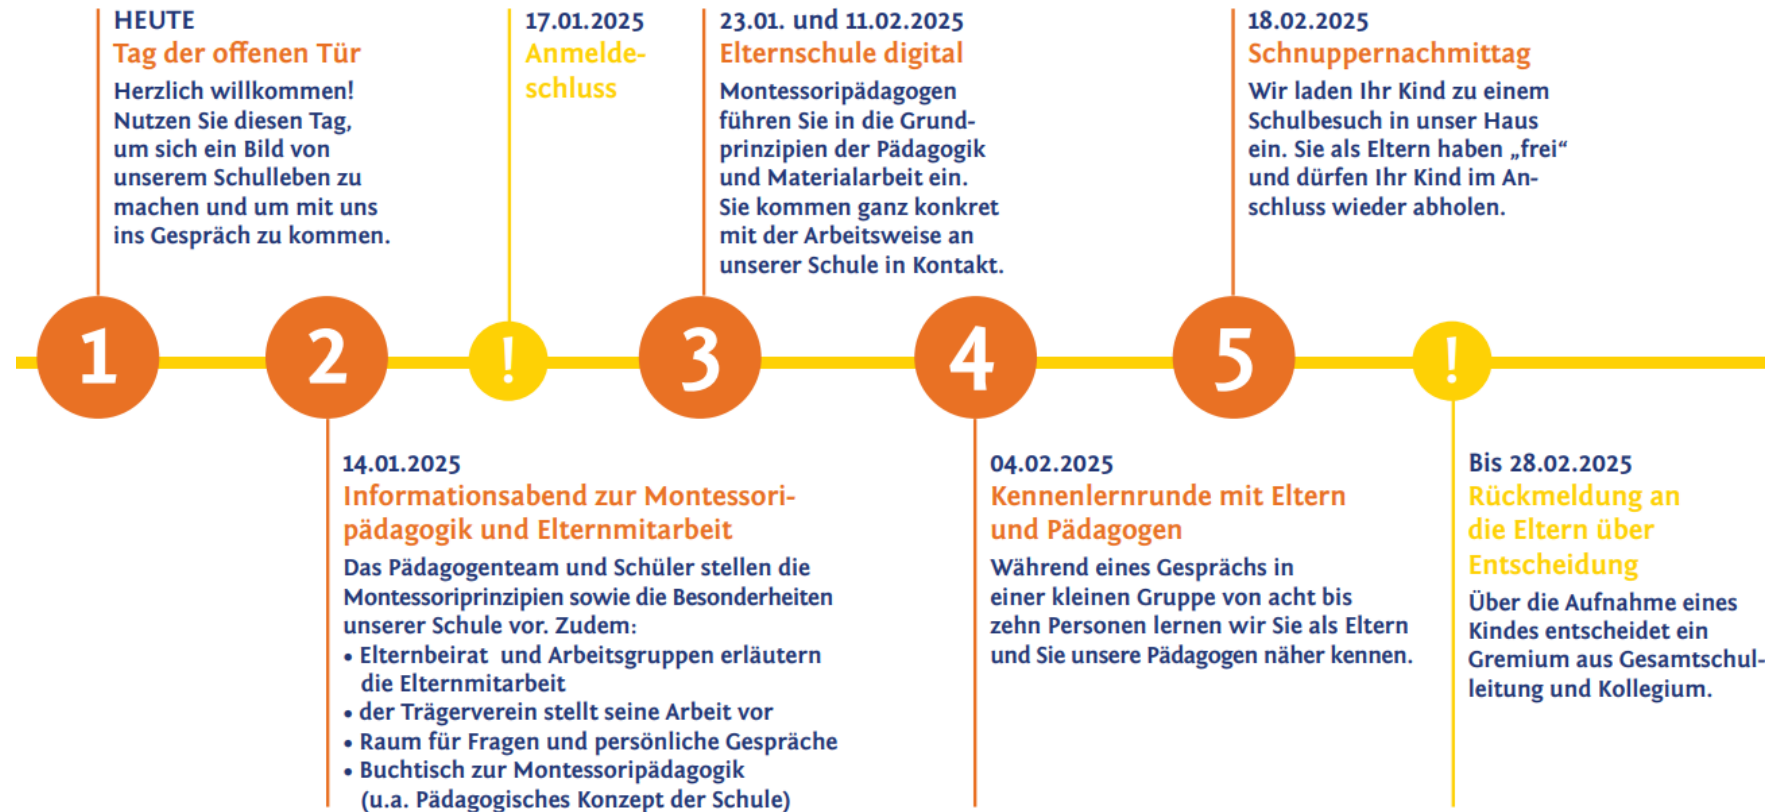 HEUTE
Tag der offenen Tür
Herzlich willkommen!
Nutzen Sie diesen Tag,
um sich ein Bild von
unserem Schulleben zu
machen und um mit uns
ins Gespräch zu kommen.
17.01.2025
Anmelde-
schluss
23.01. und 11.02.2025
Elternschule digital
Montessoripädagogen
führen Sie in die Grund-
prinzipien der Pädagogik
und Materialarbeit ein.
Sie kommen ganz konkret
mit der Arbeitsweise an
unserer Schule in Kontakt.
18.02.2025
Schnuppernachmittag
Wir laden Ihr Kind zu einem
Schulbesuch in unser Haus
ein. Sie als Eltern haben „frei“
und dürfen Ihr Kind im An-
schluss wieder abholen.
1
2
!
3
4
5
!
14.01.2025
Informationsabend zur Montessori-
pädagogik und Elternmitarbeit
Das Pädagogenteam und Schüler stellen die
Montessoriprinzipien sowie die Besonderheiten
unserer Schule vor. Zudem:
• Elternbeirat und Arbeitsgruppen erläutern
die Elternmitarbeit
• der Trägerverein stellt seine Arbeit vor
• Raum für Fragen und persönliche Gespräche
• Buchtisch zur Montessoripädagogik
(u.a. Pädagogisches Konzept der Schule)
04.02.2025
Kennenlernrunde mit Eltern
und Pädagogen
Während eines Gesprächs in
einer kleinen Gruppe von acht bis
zehn Personen lernen wir Sie als Eltern
und Sie unsere Pädagogen näher kennen.
Bis 28.02.2025
Rückmeldung an
die Eltern über
Entscheidung
Über die Aufnahme eines
Kindes entscheidet ein
Gremium aus Gesamtschul-
leitung und Kollegium.